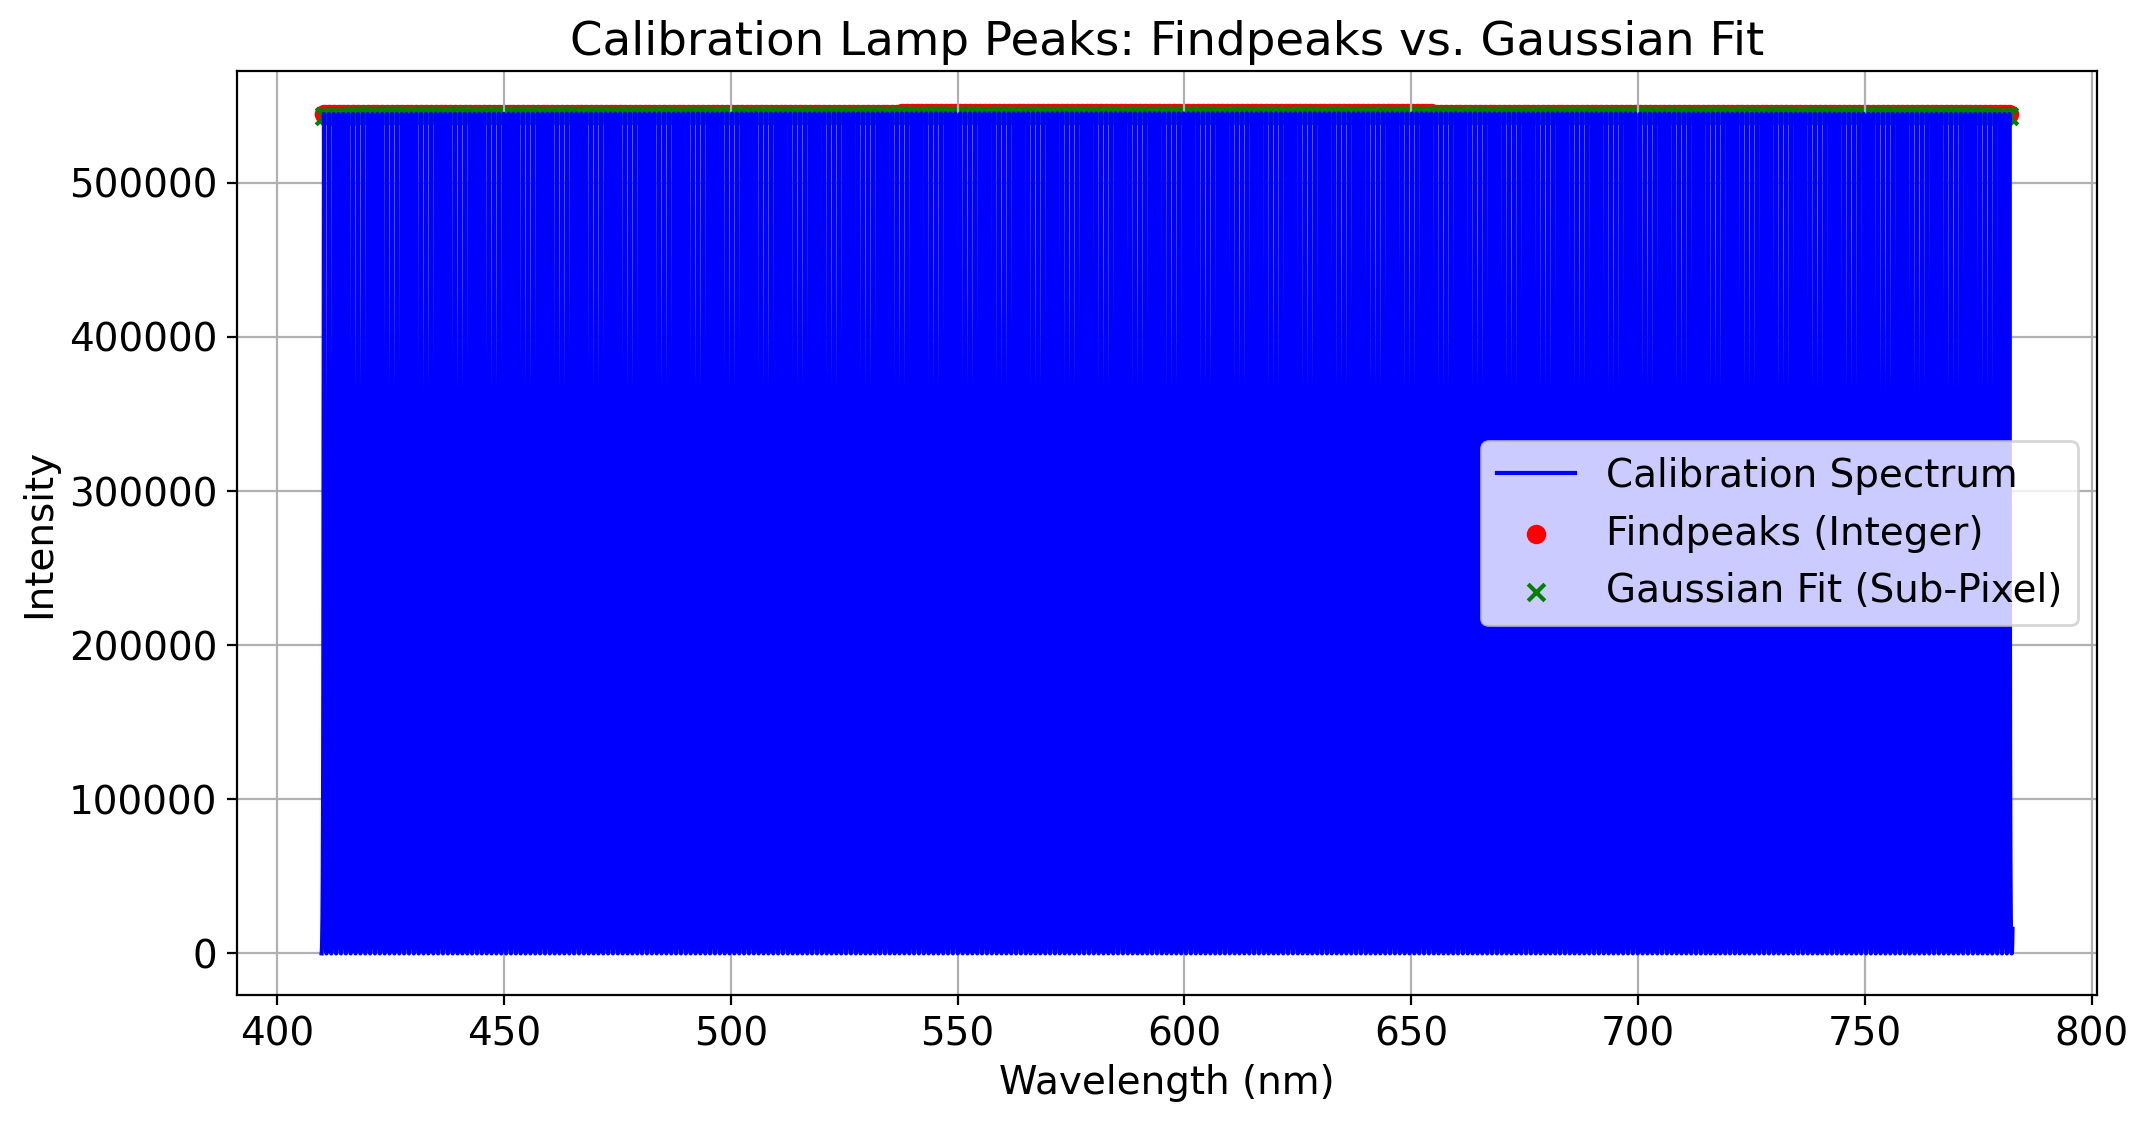 Calibration Lamp Peaks: Findpeaks vs. Gaussian Fit
Intensity
500000
400000
300000
200000
100000
0
Calibration Spectrum
Findpeaks (Integer)
Gaussian Fit (Sub-Pixel)
400 450 500 550 600 650 700 750 800
Wavelength (nm)